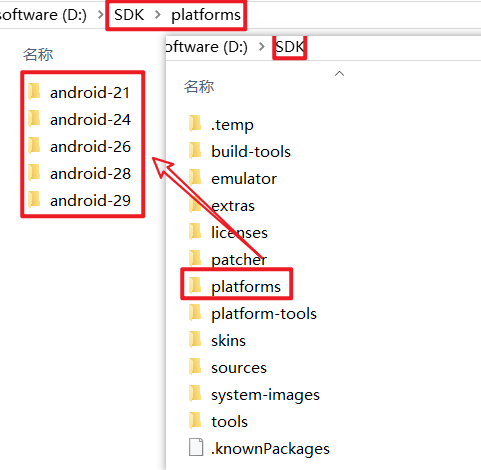 software (D:) > SDK > platforms
名称
android-21
android-24
android-26
android-28
android-29
oftware (D:) > SDK
名称
.temp
build-tools
emulator
extras
licenses
patcher
platforms
platform-tools
skins
sources
system-images
tools
.knownPackages